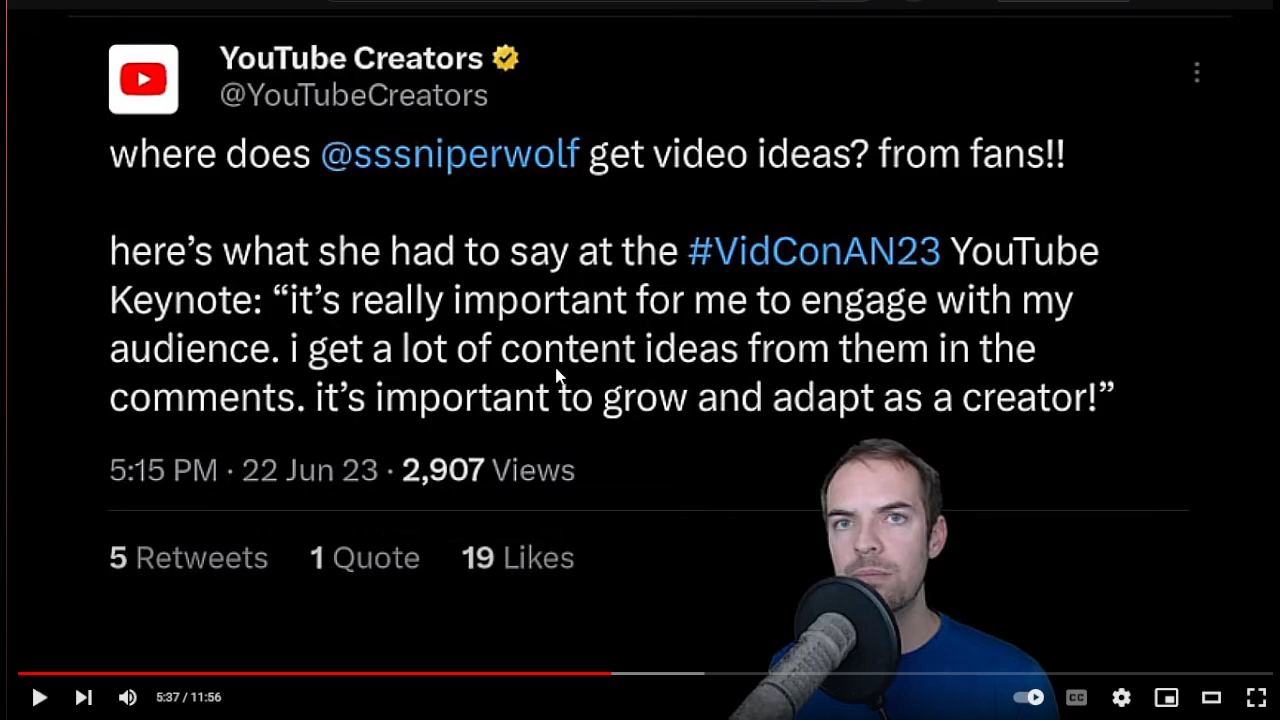 YouTube Creators
@YouTubeCreators
where does @sssniperwolf get video ideas? from fans!!
here’s what she had to say at the #VidConAN23 YouTube
Keynote: “it’s really important for me to engage with my
audience. i get a lot of content ideas from them in the
comments. it’s important to grow and adapt as a creator!”
5:15 PM · 22 Jun 23 · 2,907 Views
5 Retweets 1 Quote 19 Likes
5:37 / 11:56 CC